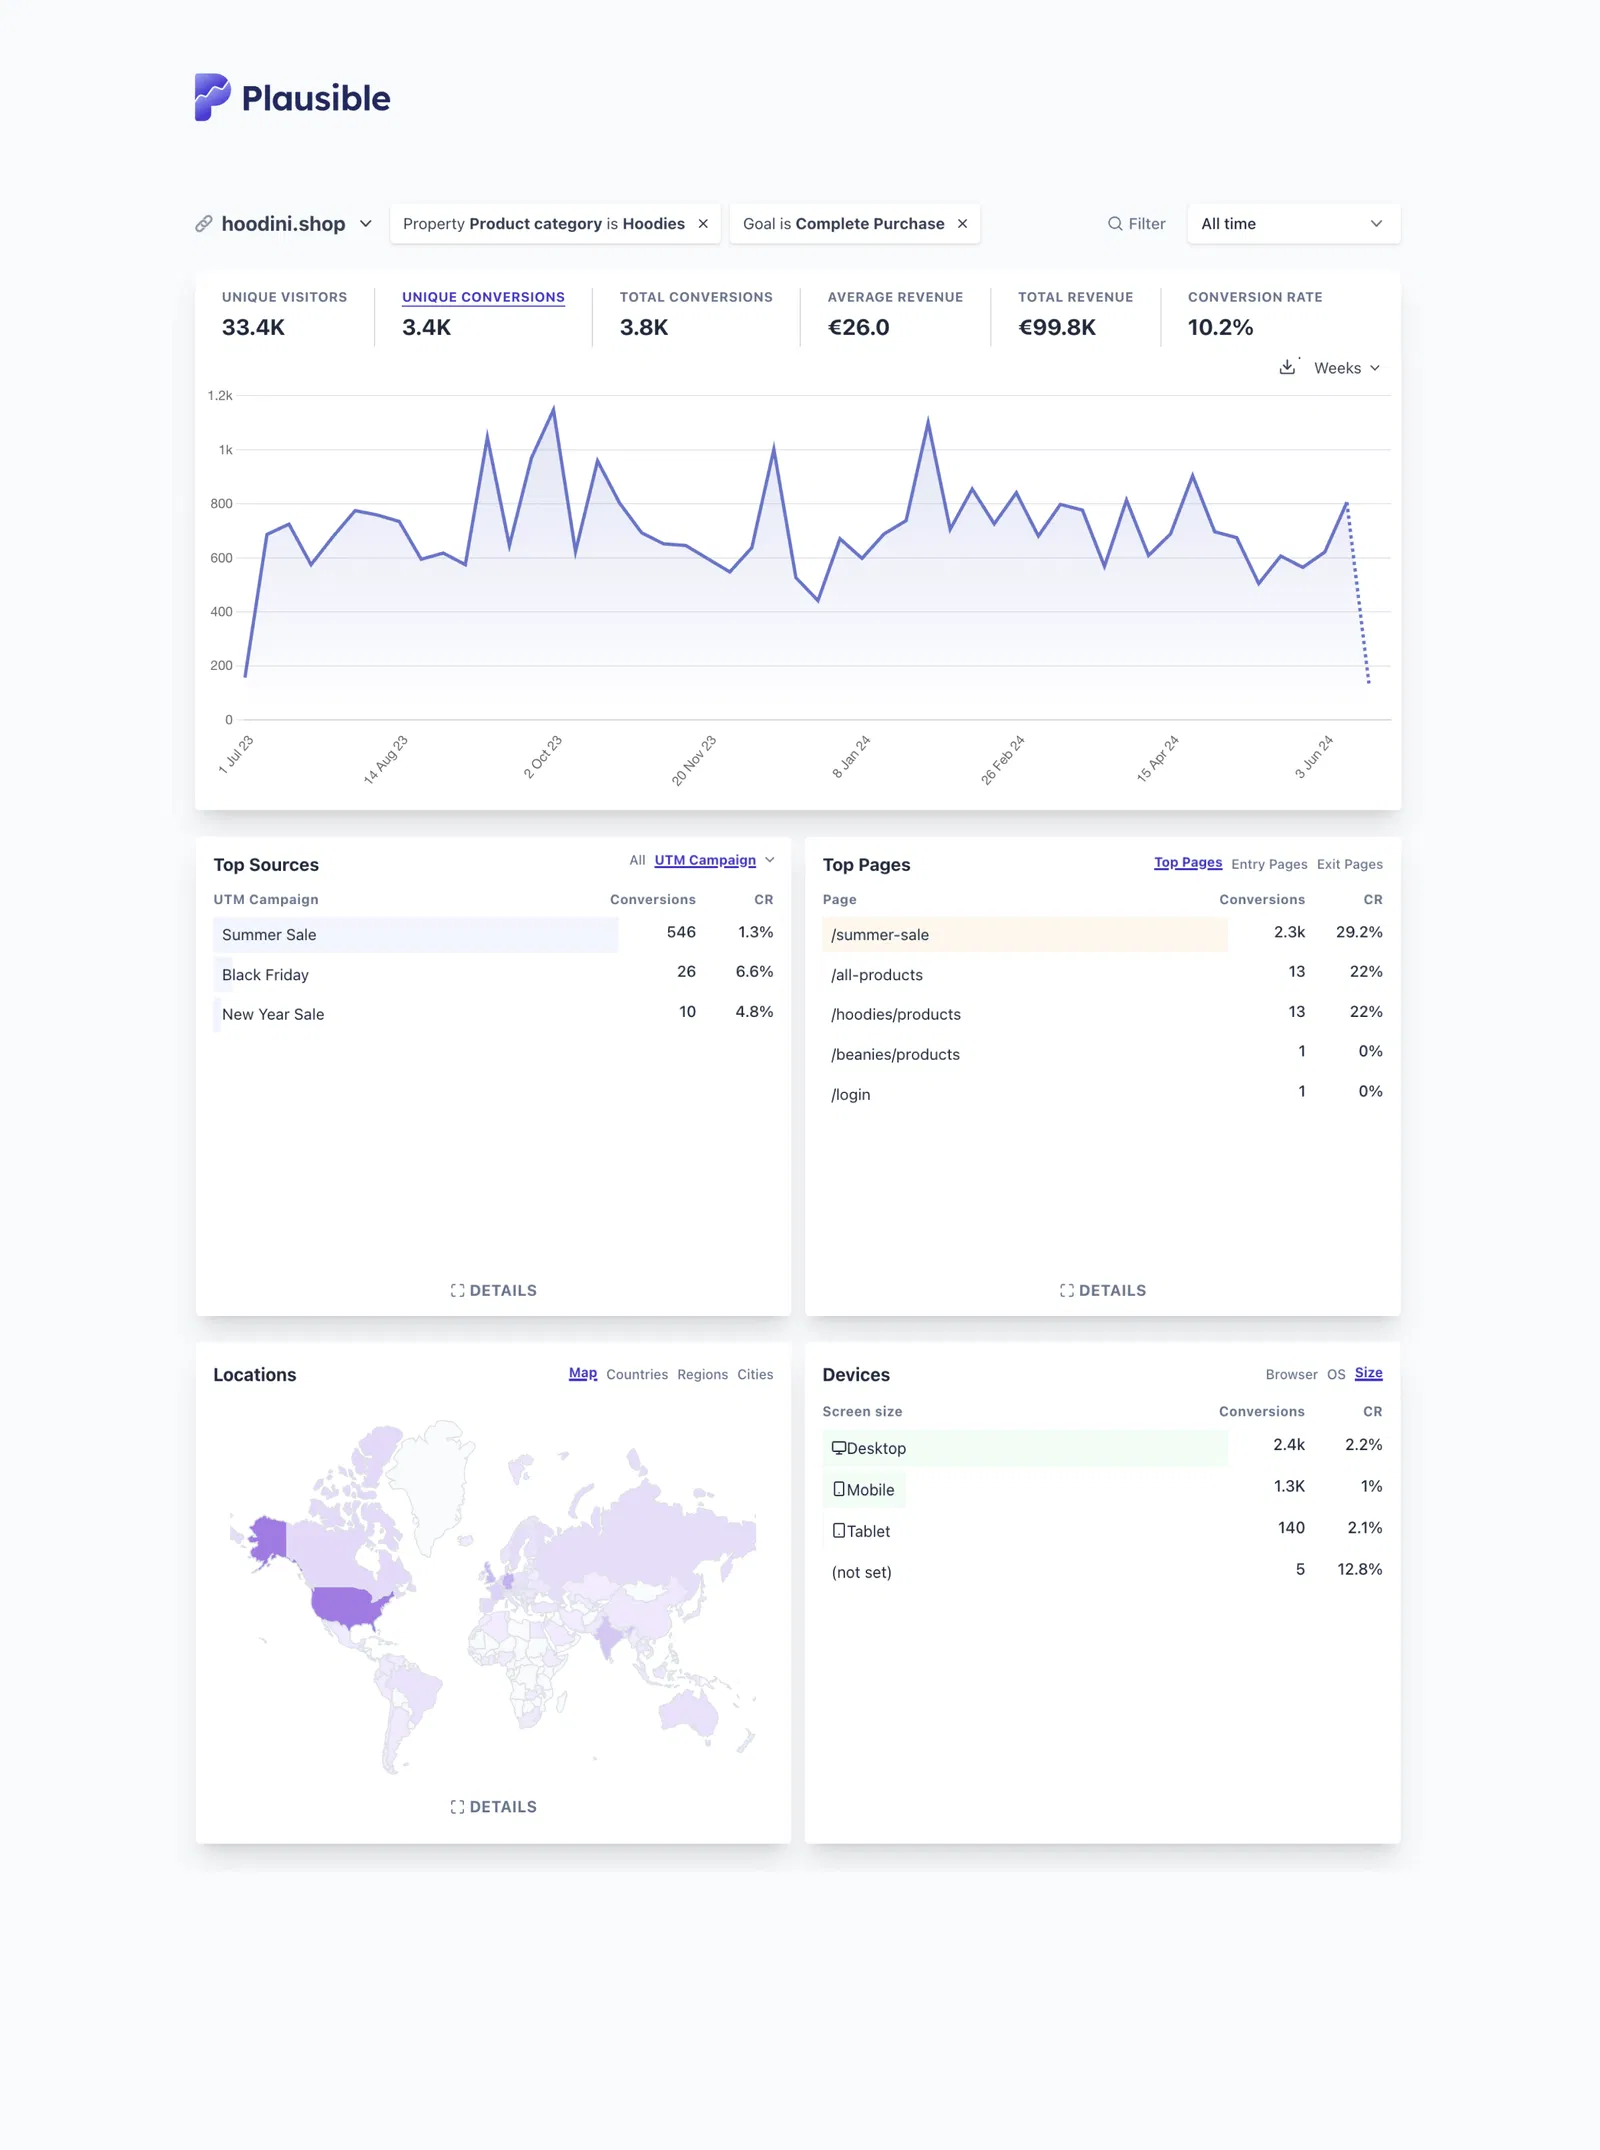 Plausible
hoodini.shop
Property Product category is Hoodies ×
Goal is Complete Purchase ×
Filter
All time
UNIQUE VISITORS
33.4K
UNIQUE CONVERSIONS
3.4K
TOTAL CONVERSIONS
3.8K
AVERAGE REVENUE
€26.0
TOTAL REVENUE
€99.8K
CONVERSION RATE
10.2%
Weeks
1.2k
1k
800
600
400
200
0
1 Jul 23
14 Aug 23
2 Oct 23
20 Nov 23
8 Jan 24
26 Feb 24
15 Apr 24
3 Jun 24
Top Sources
All UTM Campaign
UTM Campaign Conversions CR
Summer Sale 546 1.3%
Black Friday 26 6.6%
New Year Sale 10 4.8%
DETAILS
Top Pages
Top Pages Entry Pages Exit Pages
Page Conversions CR
/summer-sale 2.3k 29.2%
/all-products 13 22%
/hoodies/products 13 22%
/beanies/products 1 0%
/login 1 0%
DETAILS
Locations
Map Countries Regions Cities
DETAILS
Devices
Browser OS Size
Screen size Conversions CR
Desktop 2.4k 2.2%
Mobile 1.3K 1%
Tablet 140 2.1%
(not set) 5 12.8%